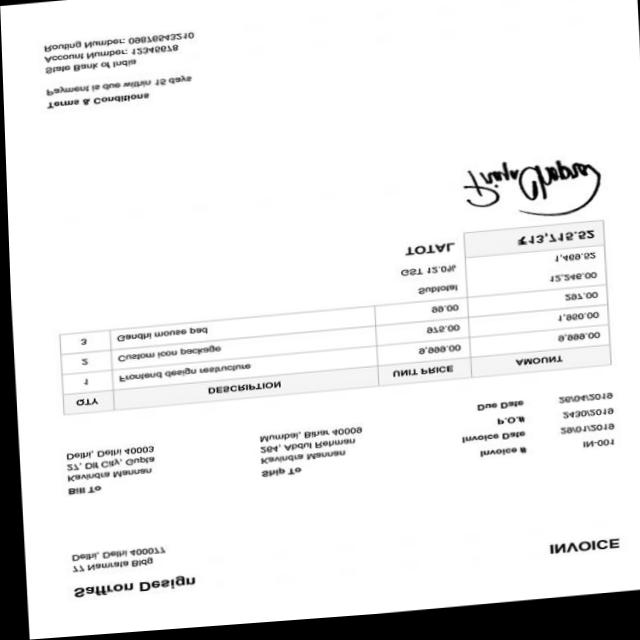 Saffron Design
77 Namrata Bldg
Delhi, Delhi 400077
INVOICE
Bill To
Kavindra Mannan
27, Dlf City, Gupta
Delhi, Delhi 40003
Ship To
Kavindra Mannan
264, Abdul Rehman
Mumbai, Bihar 40009
Invoice # IN-001
Invoice Date 29/01/2019
P.O.# 2430/2019
Due Date 26/04/2019
QTY DESCRIPTION UNIT PRICE AMOUNT
1 Frontend design restructure 9,999.00 9,999.00
2 Custom icon package 975.00 1,950.00
3 Gandhi mouse pad 99.00 297.00
Subtotal 12,246.00
GST 12.0% 1,469.52
TOTAL ₹13,715.52
Priya Chopra
Terms & Conditions
Payment is due within 15 days
State Bank of India
Account Number: 12345678
Routing Number: 09876543210